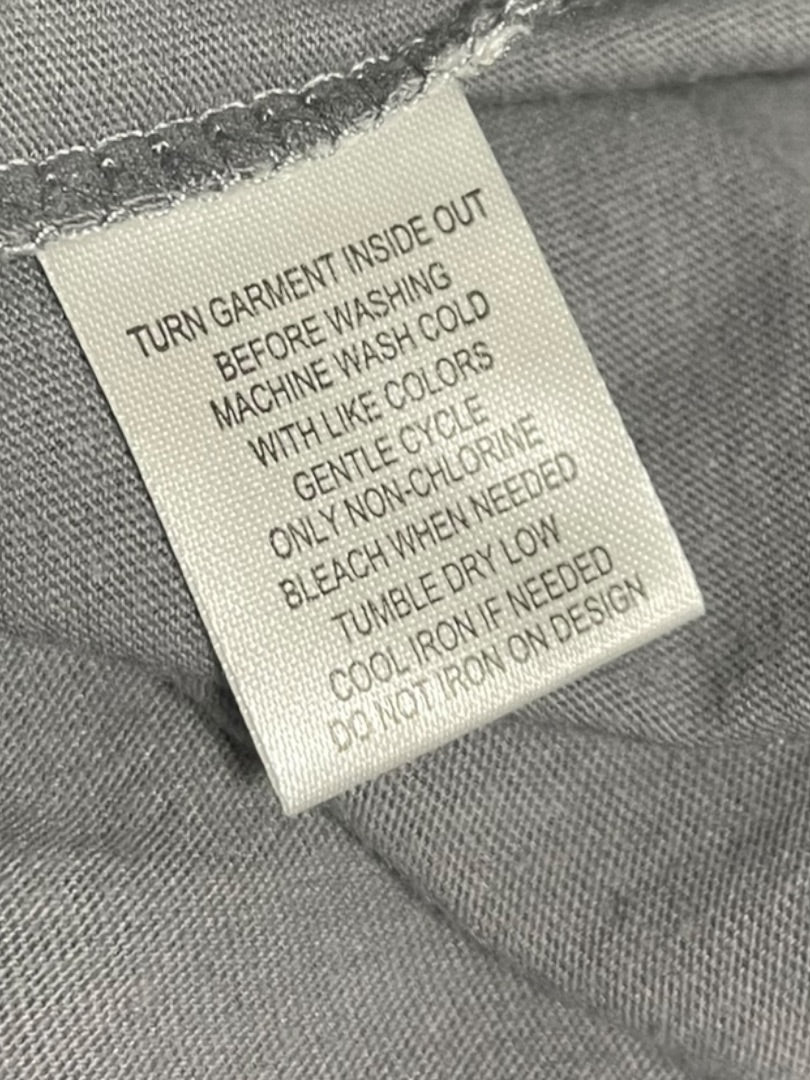 TURN GARMENT INSIDE OUT
BEFORE WASHING
MACHINE WASH COLD
WITH LIKE COLORS
GENTLE CYCLE
ONLY NON-CHLORINE
BLEACH WHEN NEEDED
TUMBLE DRY LOW
COOL IRON IF NEEDED
DO NOT IRON ON DESIGN